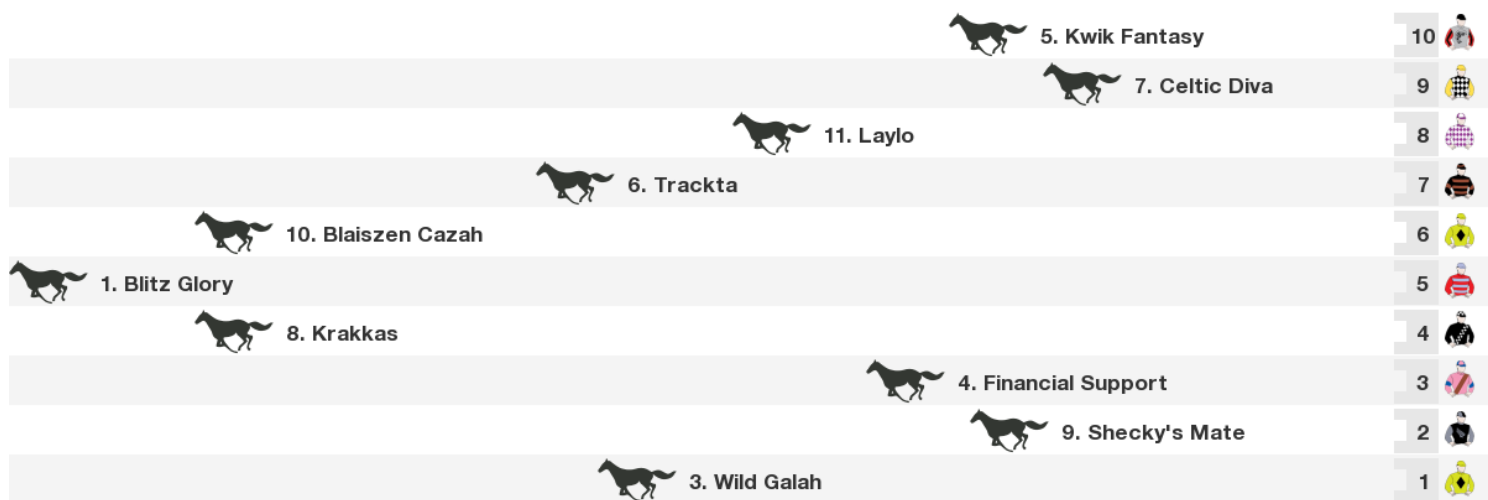 5. Kwik Fantasy 10
7. Celtic Diva 9
11. Laylo 8
6. Trackta 7
10. Blaiszen Cazah 6
1. Blitz Glory 5
8. Krakkas 4
4. Financial Support 3
9. Shecky's Mate 2
3. Wild Galah 1